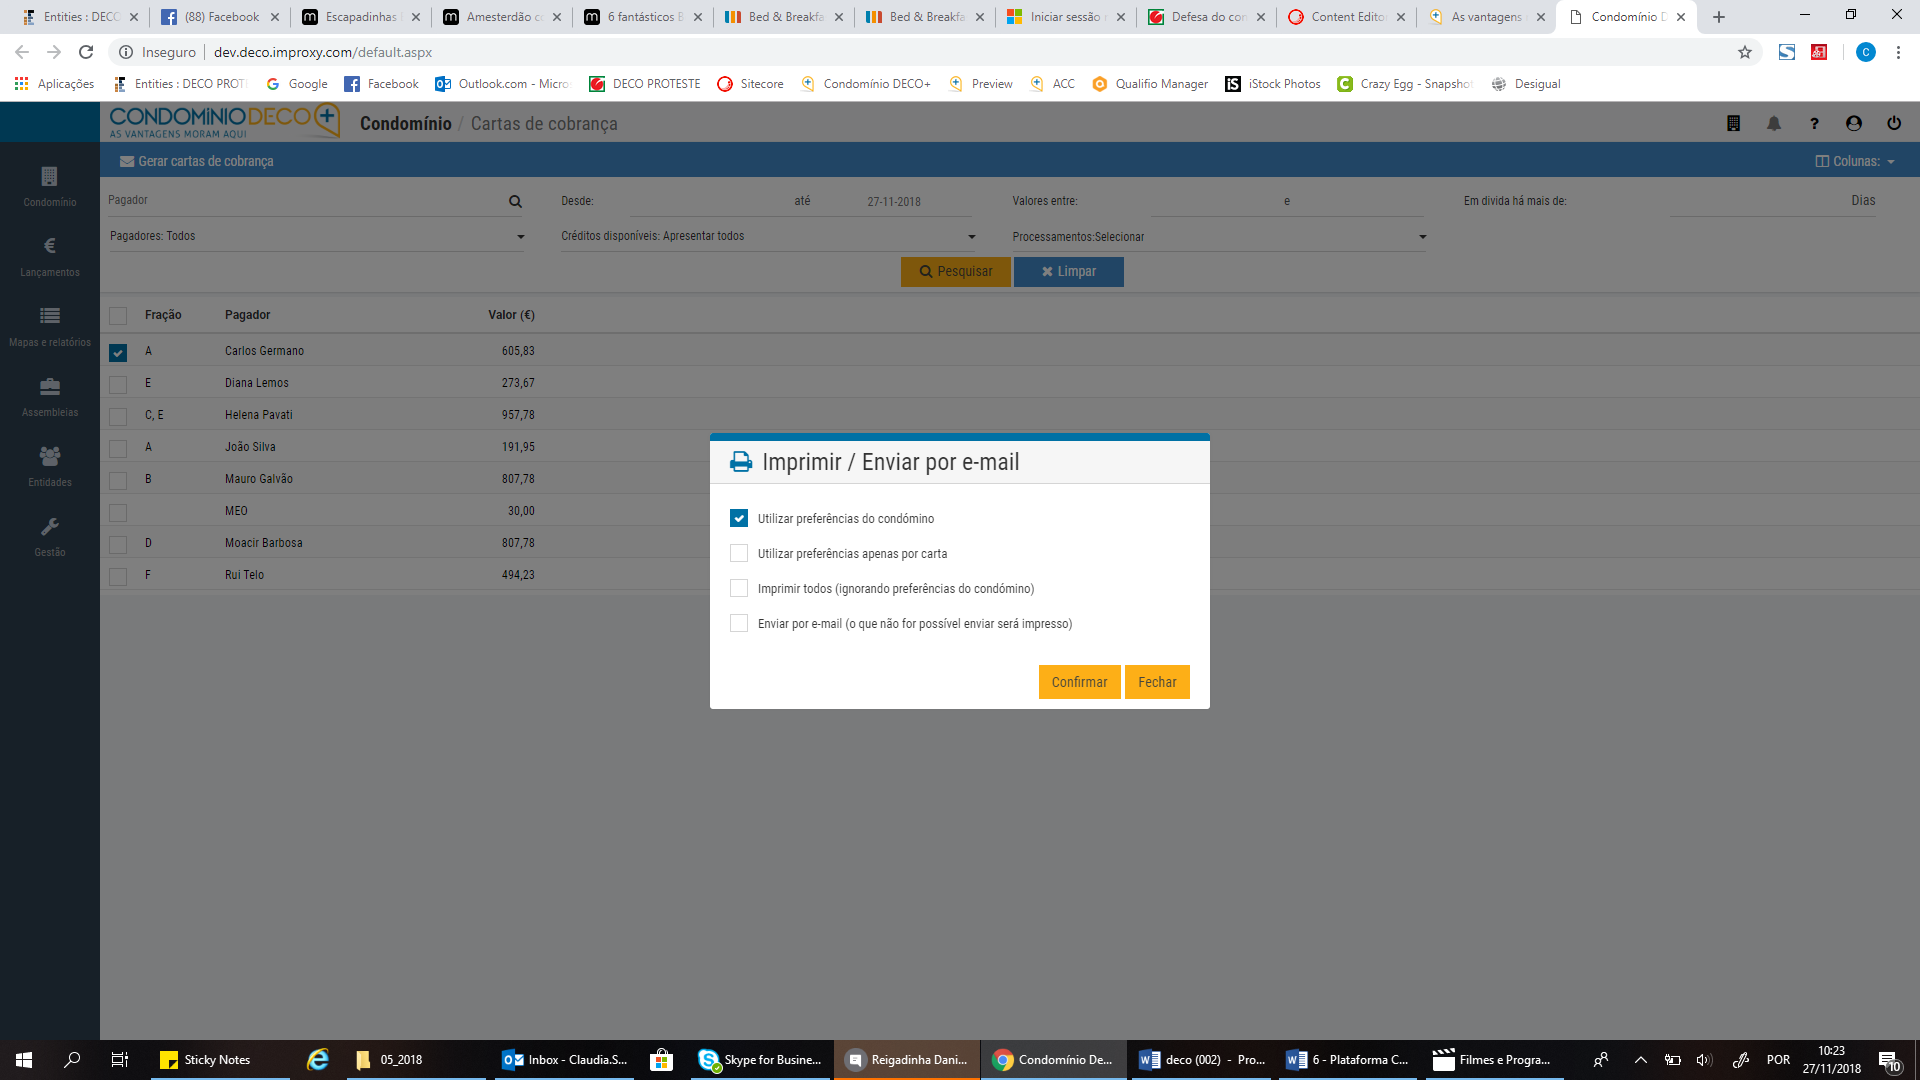 Entities : DECO
(88) Facebook
Escapadinhas
Amesterdão co
6 fantásticos B
Bed & Breakfa
Bed & Breakfa
Iniciar sessão
Defesa do con
Content Edito
As vantagens
Condomínio D
Inseguro
dev.deco.improxy.com/default.aspx
Aplicações
Entities : DECO PROT
Google
Facebook
Outlook.com - Micros
DECO PROTESTE
Sitecore
Condomínio DECO+
Preview
ACC
Qualifio Manager
iStock Photos
Crazy Egg - Snapshot
Desigual
CONDOMÍNIO DECO+
AS VANTAGENS MORAM AQUI
Condomínio / Cartas de cobrança
Gerar cartas de cobrança
Colunas:
Pagador
Desde:
até
27-11-2018
Valores entre:
e
Em divida há mais de:
Dias
Pagadores: Todos
Créditos disponíveis: Apresentar todos
Processamentos:Selecionar
Pesquisar
Limpar
Condomínio
Lançamentos
Mapas e relatórios
Assembleias
Entidades
Gestão
Fração Pagador Valor (€)
A Carlos Germano 605,83
E Diana Lemos 273,67
C, E Helena Pavati 957,78
A João Silva 191,95
B Mauro Galvão 807,78
MEO 30,00
D Moacir Barbosa 807,78
F Rui Telo 494,23
Imprimir / Enviar por e-mail
Utilizar preferências do condómino
Utilizar preferências apenas por carta
Imprimir todos (ignorando preferências do condómino)
Enviar por e-mail (o que não for possível enviar será impresso)
Confirmar
Fechar
Sticky Notes
05_2018
Inbox - Claudia.S...
Skype for Busine...
Reigadinha Dani...
Condomínio De...
deco (002) - Pro...
6 - Plataforma C...
Filmes e Progra...
POR
10:23
27/11/2018
10